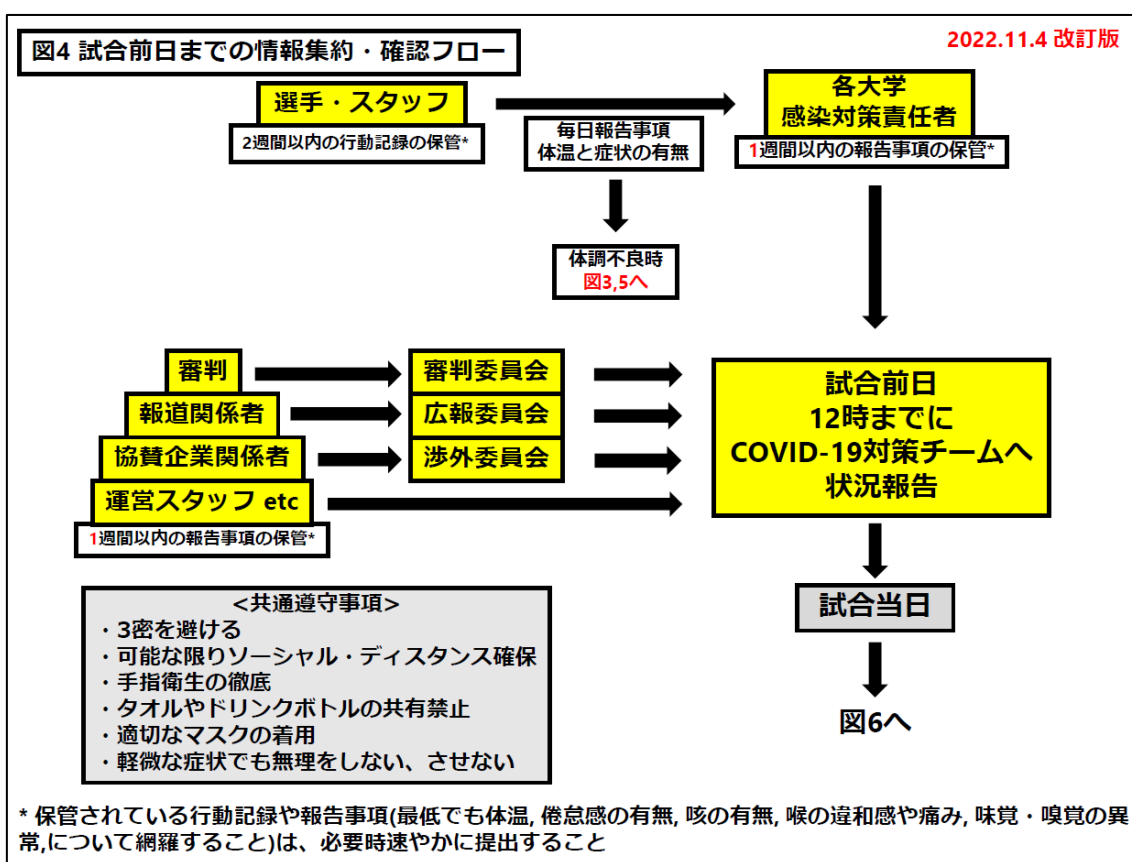 図4 試合前日までの情報集約・確認フロー
2022.11.4 改訂版
選手・スタッフ
2週間以内の行動記録の保管*
毎日報告事項
体温と症状の有無
各大学
感染対策責任者
1週間以内の報告事項の保管*
体調不良時
図3,5へ
審判
審判委員会
報道関係者
広報委員会
協賛企業関係者
渉外委員会
運営スタッフ etc
1週間以内の報告事項の保管*
試合前日
12時までに
COVID-19対策チームへ
状況報告
試合当日
図6へ
<共通遵守事項>
・3密を避ける
・可能な限りソーシャル・ディスタンス確保
・手指衛生の徹底
・タオルやドリンクボトルの共有禁止
・適切なマスクの着用
・軽微な症状でも無理をしない、させない
* 保管されている行動記録や報告事項(最低でも体温, 倦怠感の有無, 咳の有無, 喉の違和感や痛み, 味覚・嗅覚の異
常,について網羅すること)は、必要時速やかに提出すること